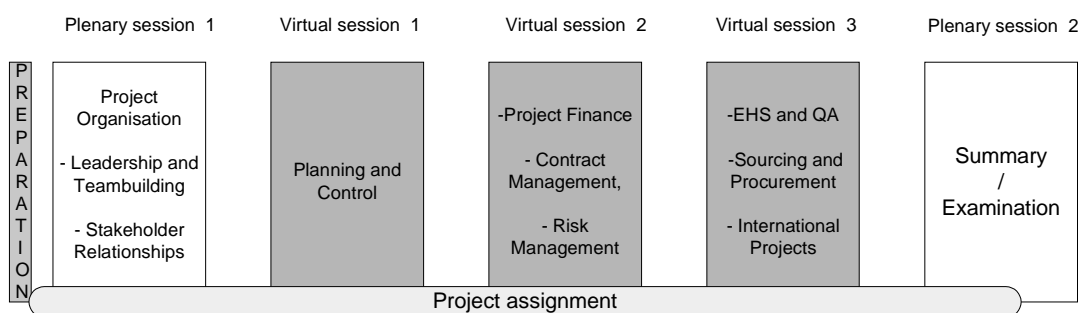 Plenary session 1
Virtual session 1
Virtual session 2
Virtual session 3
Plenary session 2
PREPARATION
Project
Organisation
- Leadership and
Teambuilding
- Stakeholder
Relationships
Planning and
Control
-Project Finance
- Contract
Management,
- Risk
Management
-EHS and QA
-Sourcing and
Procurement
- International
Projects
Summary
/
Examination
Project assignment